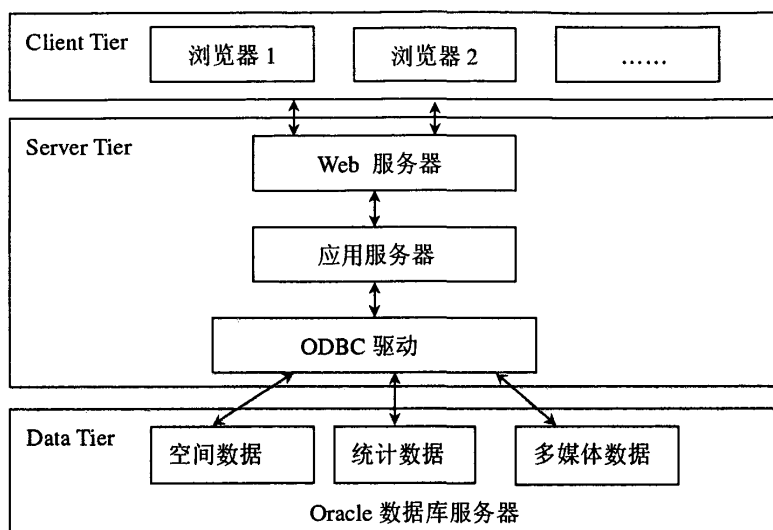 Client Tier
浏览器 1
浏览器 2
……
Server Tier
Web 服务器
应用服务器
ODBC 驱动
Data Tier
空间数据
统计数据
多媒体数据
Oracle 数据库服务器